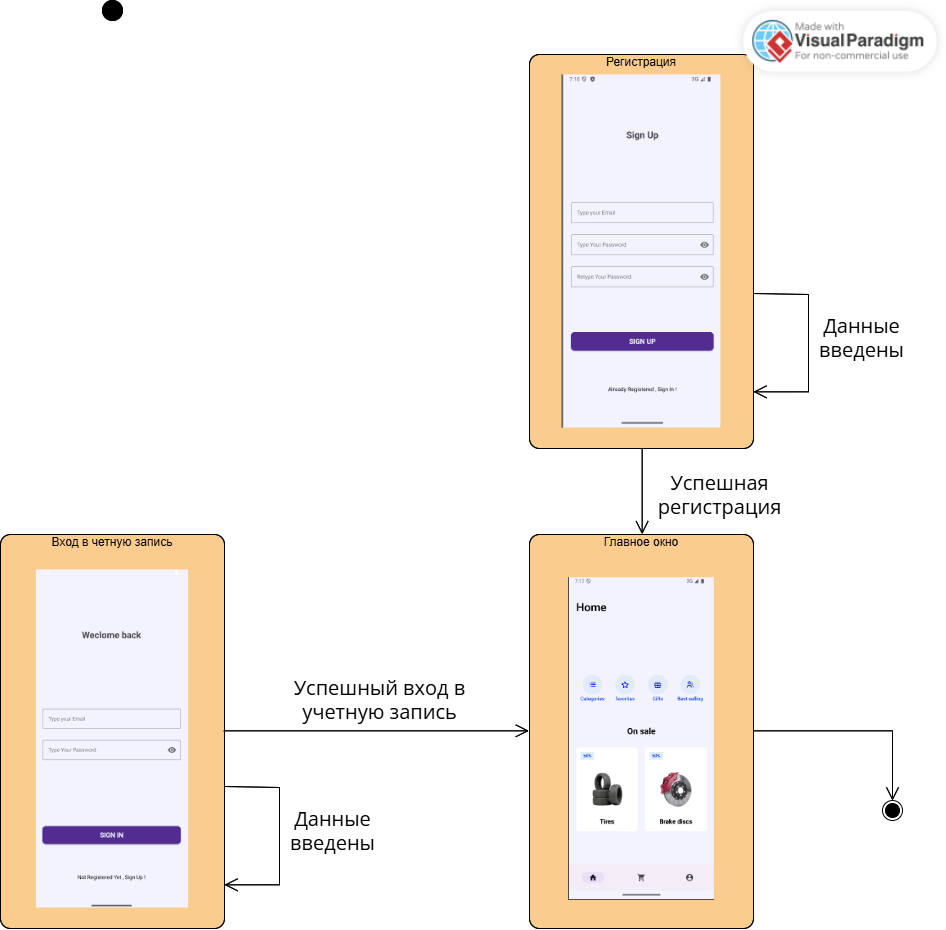 Made with
Visual Paradigm
For non-commercial use
Регистрация
7:10
3G
Sign Up
Type your Email
Type Your Password
Retype Your Password
SIGN UP
Already Registered , Sign In !
Данные
введены
Успешная
регистрация
Вход в четную запись
Weclome back
Type your Email
Type Your Password
SIGN IN
Not Registered Yet , Sign Up !
Успешный вход в
учетную запись
Данные
введены
Главное окно
7:13
3G
Home
Categories
favorites
Gifts
Best selling
On sale
Tires
Brake discs